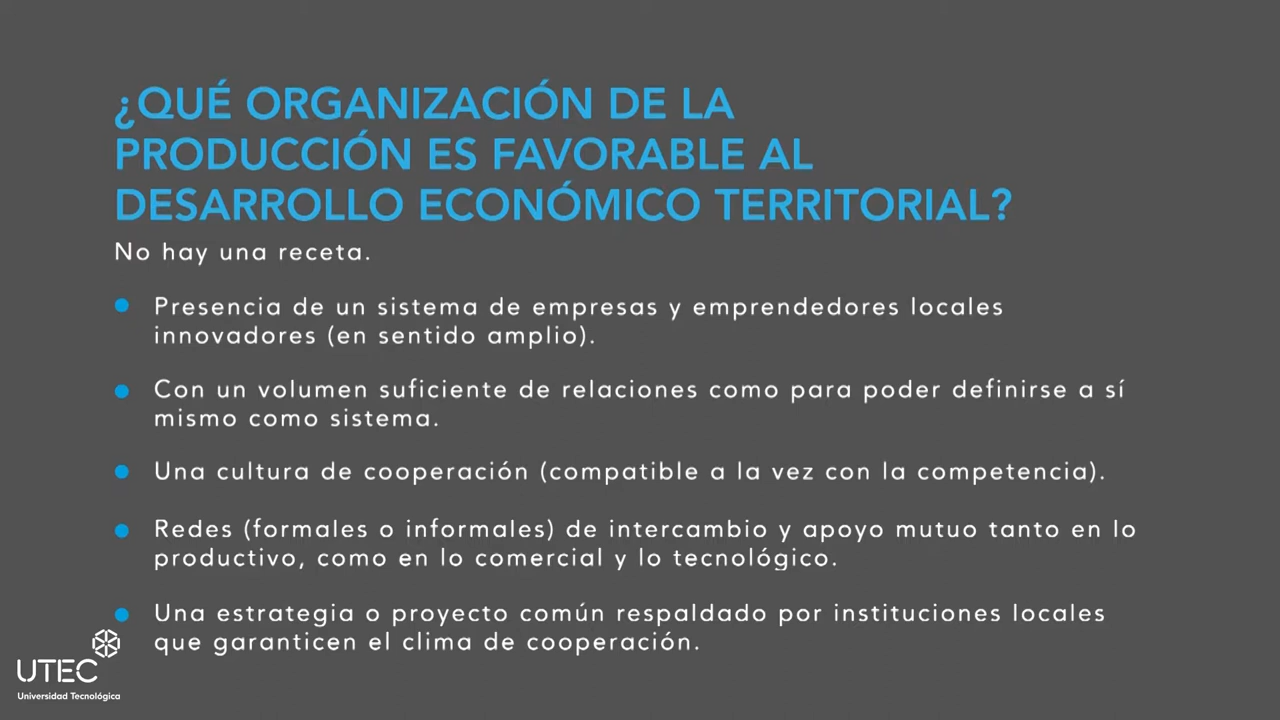 ¿QUÉ ORGANIZACIÓN DE LA
PRODUCCIÓN ES FAVORABLE AL
DESARROLLO ECONÓMICO TERRITORIAL?
No hay una receta.
Presencia de un sistema de empresas y emprendedores locales
innovadores (en sentido amplio).
Con un volumen suficiente de relaciones como para poder definirse a sí
mismo como sistema.
Una cultura de cooperación (compatible a la vez con la competencia).
Redes (formales o informales) de intercambio y apoyo mutuo tanto en lo
productivo, como en lo comercial y lo tecnológico.
Una estrategia o proyecto común respaldado por instituciones locales
que garanticen el clima de cooperación.
UTEC
Universidad Tecnológica